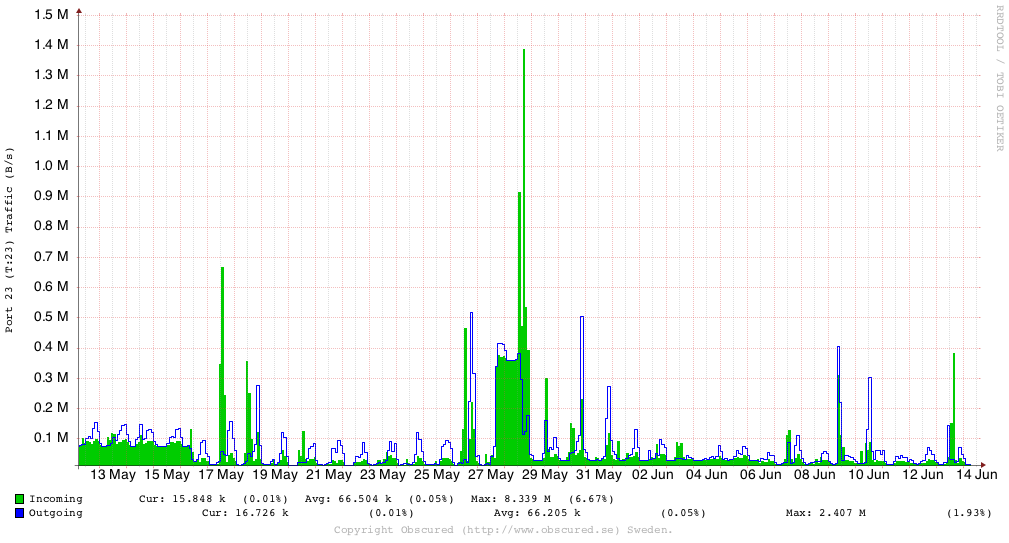 1.5 M
1.4 M
1.3 M
1.2 M
1.1 M
1.0 M
0.9 M
0.8 M
0.7 M
0.6 M
0.5 M
0.4 M
0.3 M
0.2 M
0.1 M
Port 23 (T:23) Traffic (B/s)
RRDTOOL / TOBI OETIKER
13 May 15 May 17 May 19 May 21 May 23 May 25 May 27 May 29 May 31 May 02 Jun 04 Jun 06 Jun 08 Jun 10 Jun 12 Jun 14 Jun
Incoming Cur: 15.848 k (0.01%) Avg: 66.504 k (0.05%) Max: 8.339 M (6.67%)
Outgoing Cur: 16.726 k (0.01%) Avg: 66.205 k (0.05%) Max: 2.407 M (1.93%)
Copyright Obscured (http://www.obscured.se) Sweden.